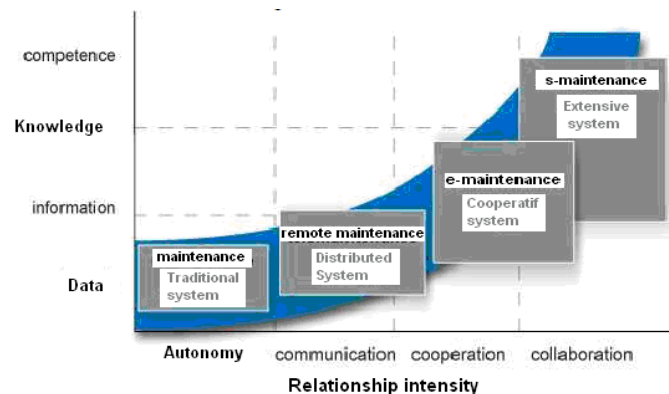 competence
s-maintenance
Extensive
system
Knowledge
e-maintenance
Cooperatif
system
information
remote maintenance
Distributed
System
maintenance
Traditional
system
Data
Autonomy
communication
cooperation
collaboration
Relationship intensity